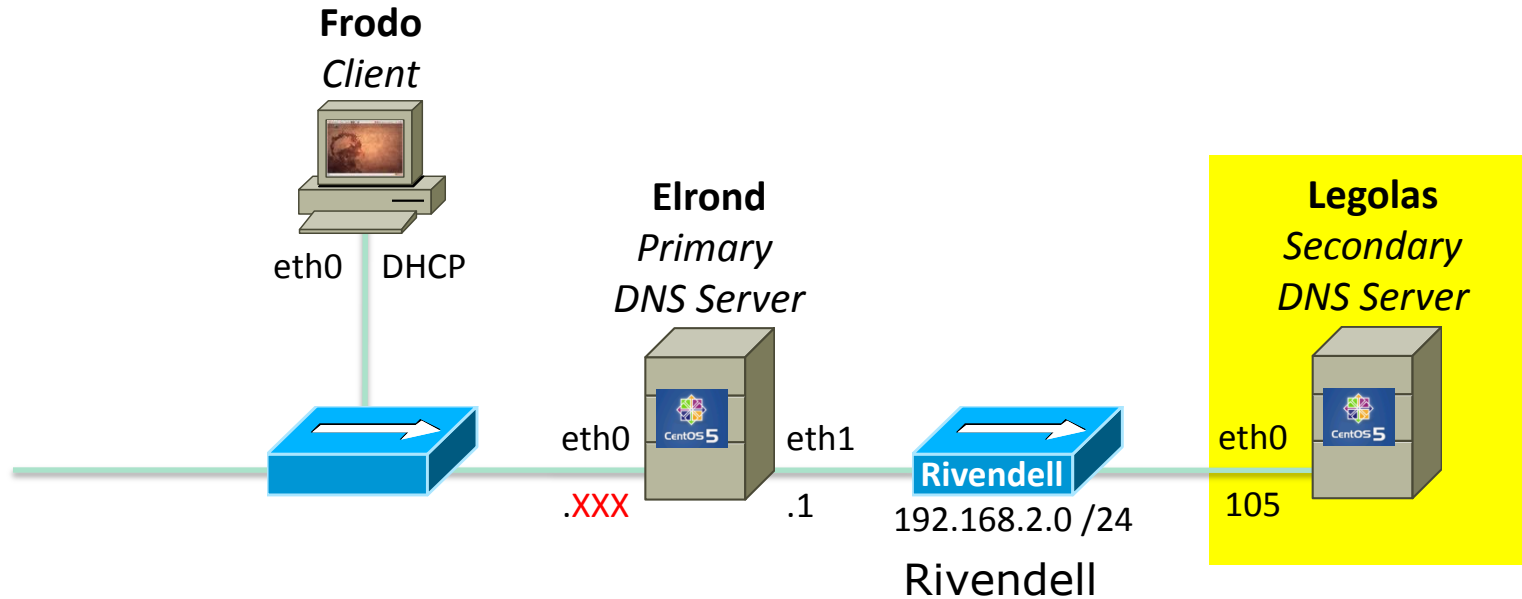 Frodo
Client
eth0 DHCP
Elrond
Primary
DNS Server
CentOS 5
eth0
.XXX
eth1
.1
Rivendell
192.168.2.0 /24
Rivendell
Legolas
Secondary
DNS Server
CentOS 5
eth0
105